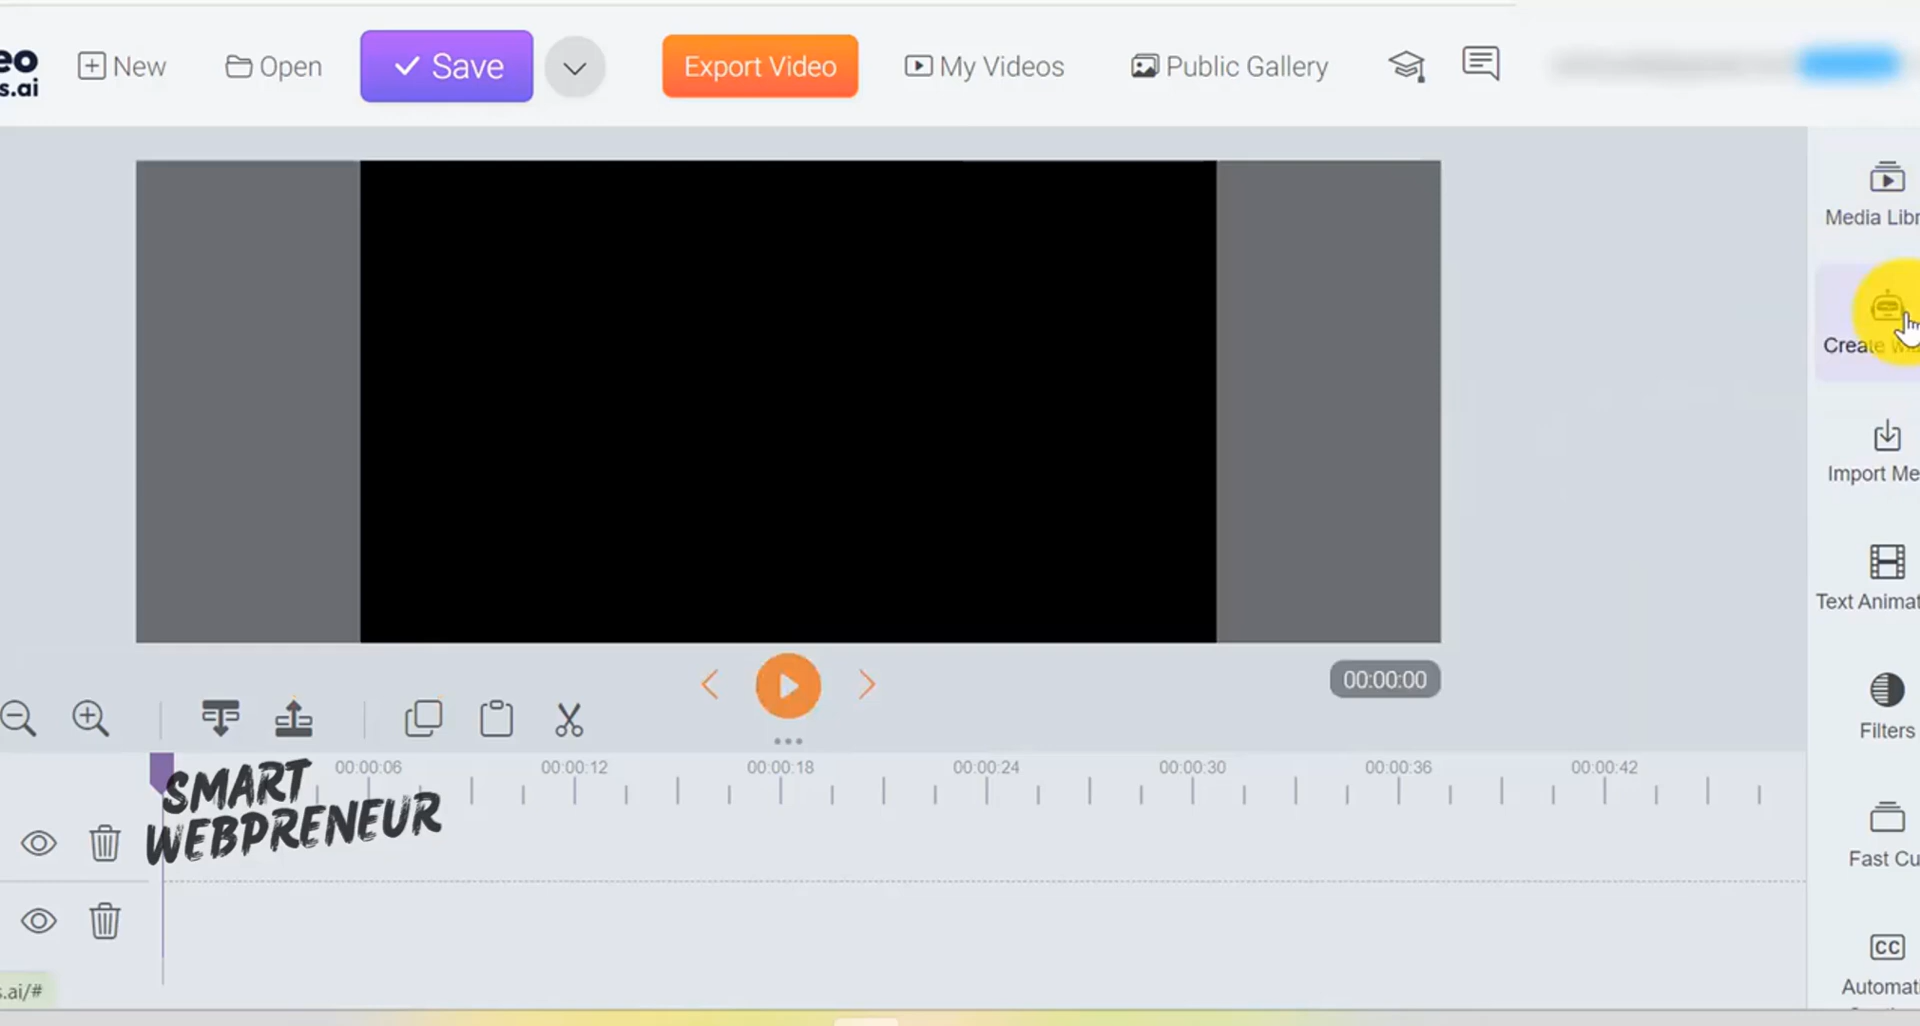 eo
s.ai
New
Open
Save
Export Video
My Videos
Public Gallery
Media Libr
Create
Import Me
Text Animat
Filters
Fast Cu
CC
Automat
00:00:00
00:00:06
00:00:12
00:00:18
00:00:24
00:00:30
00:00:36
00:00:42
SMART
WEBPRENEUR
s.ai/#